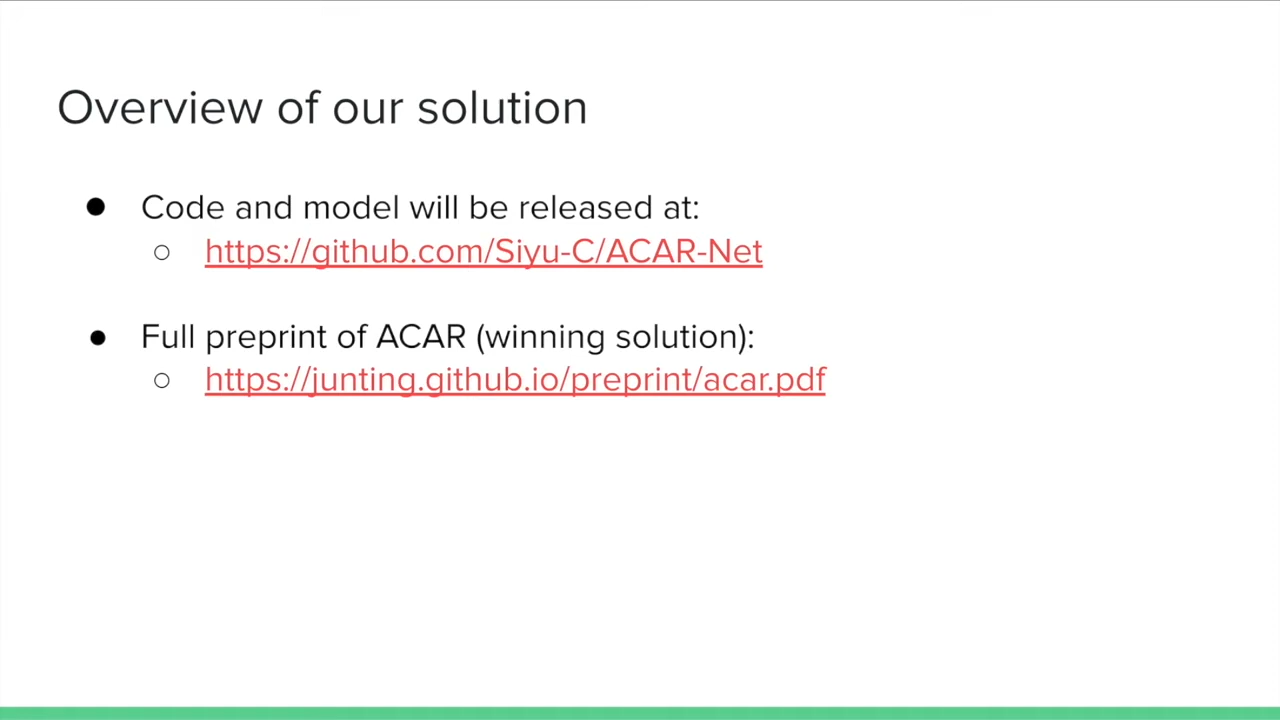 Overview of our solution
● Code and model will be released at:
○ https://github.com/Siyu-C/ACAR-Net
● Full preprint of ACAR (winning solution):
○ https://junting.github.io/preprint/acar.pdf